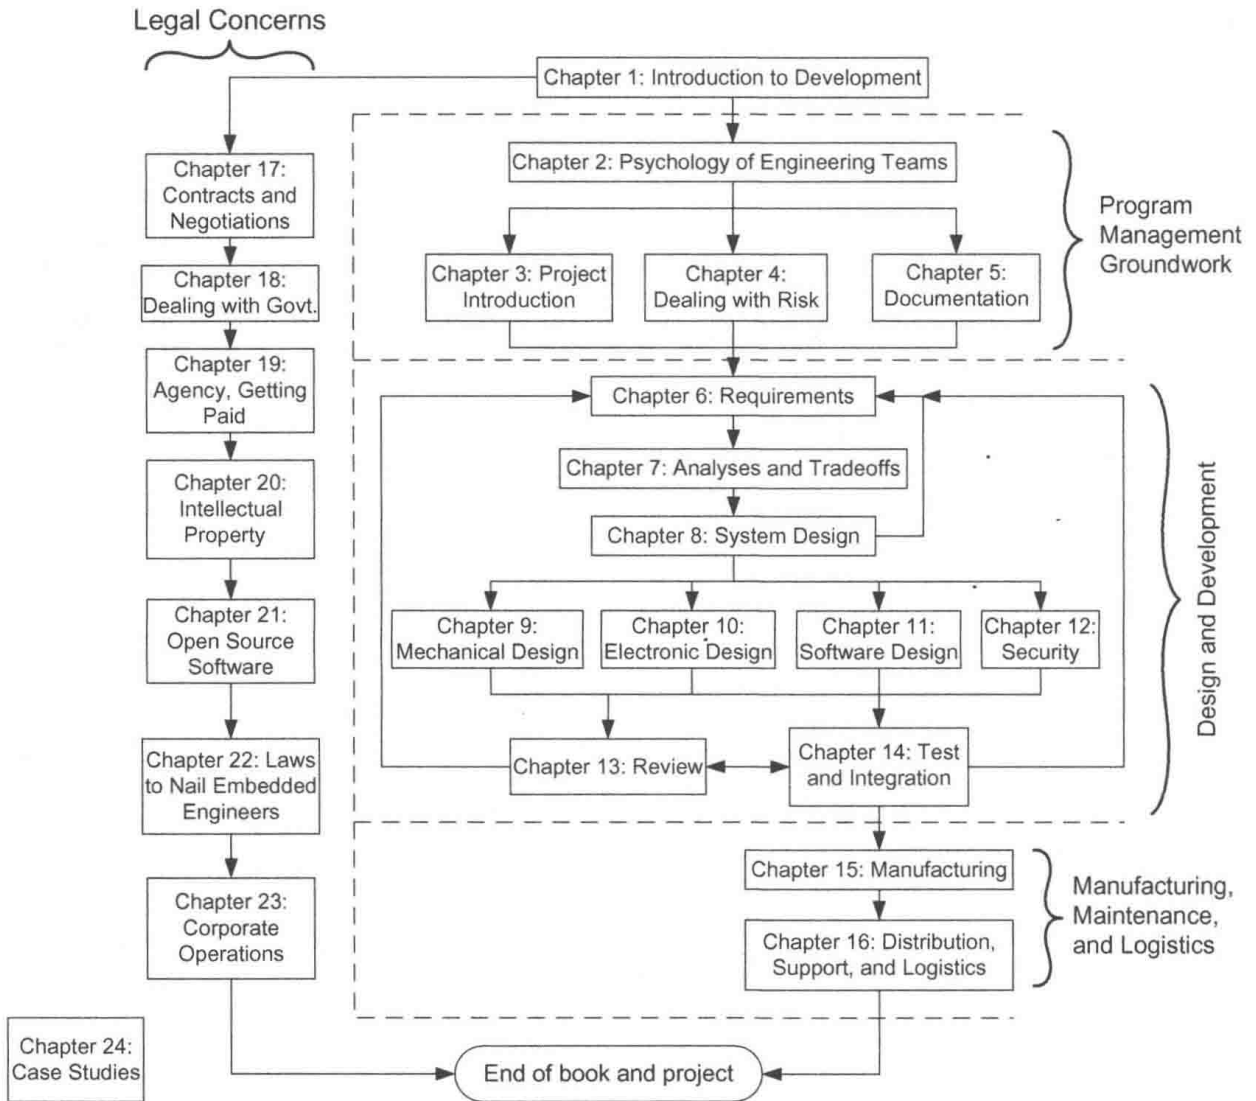 Legal Concerns
Chapter 1: Introduction to Development
Chapter 17:
Contracts and
Negotiations
Chapter 18:
Dealing with Govt.
Chapter 19:
Agency, Getting
Paid
Chapter 20:
Intellectual
Property
Chapter 21:
Open Source
Software
Chapter 22: Laws
to Nail Embedded
Engineers
Chapter 23:
Corporate
Operations
Chapter 2: Psychology of Engineering Teams
Chapter 3: Project
Introduction
Chapter 4:
Dealing with Risk
Chapter 5:
Documentation
Program
Management
Groundwork
Chapter 6: Requirements
Chapter 7: Analyses and Tradeoffs
Chapter 8: System Design
Chapter 9:
Mechanical Design
Chapter 10:
Electronic Design
Chapter 11:
Software Design
Chapter 12:
Security
Chapter 13: Review
Chapter 14: Test
and Integration
Design and Development
Chapter 15: Manufacturing
Chapter 16: Distribution,
Support, and Logistics
Manufacturing,
Maintenance,
and Logistics
Chapter 24:
Case Studies
End of book and project